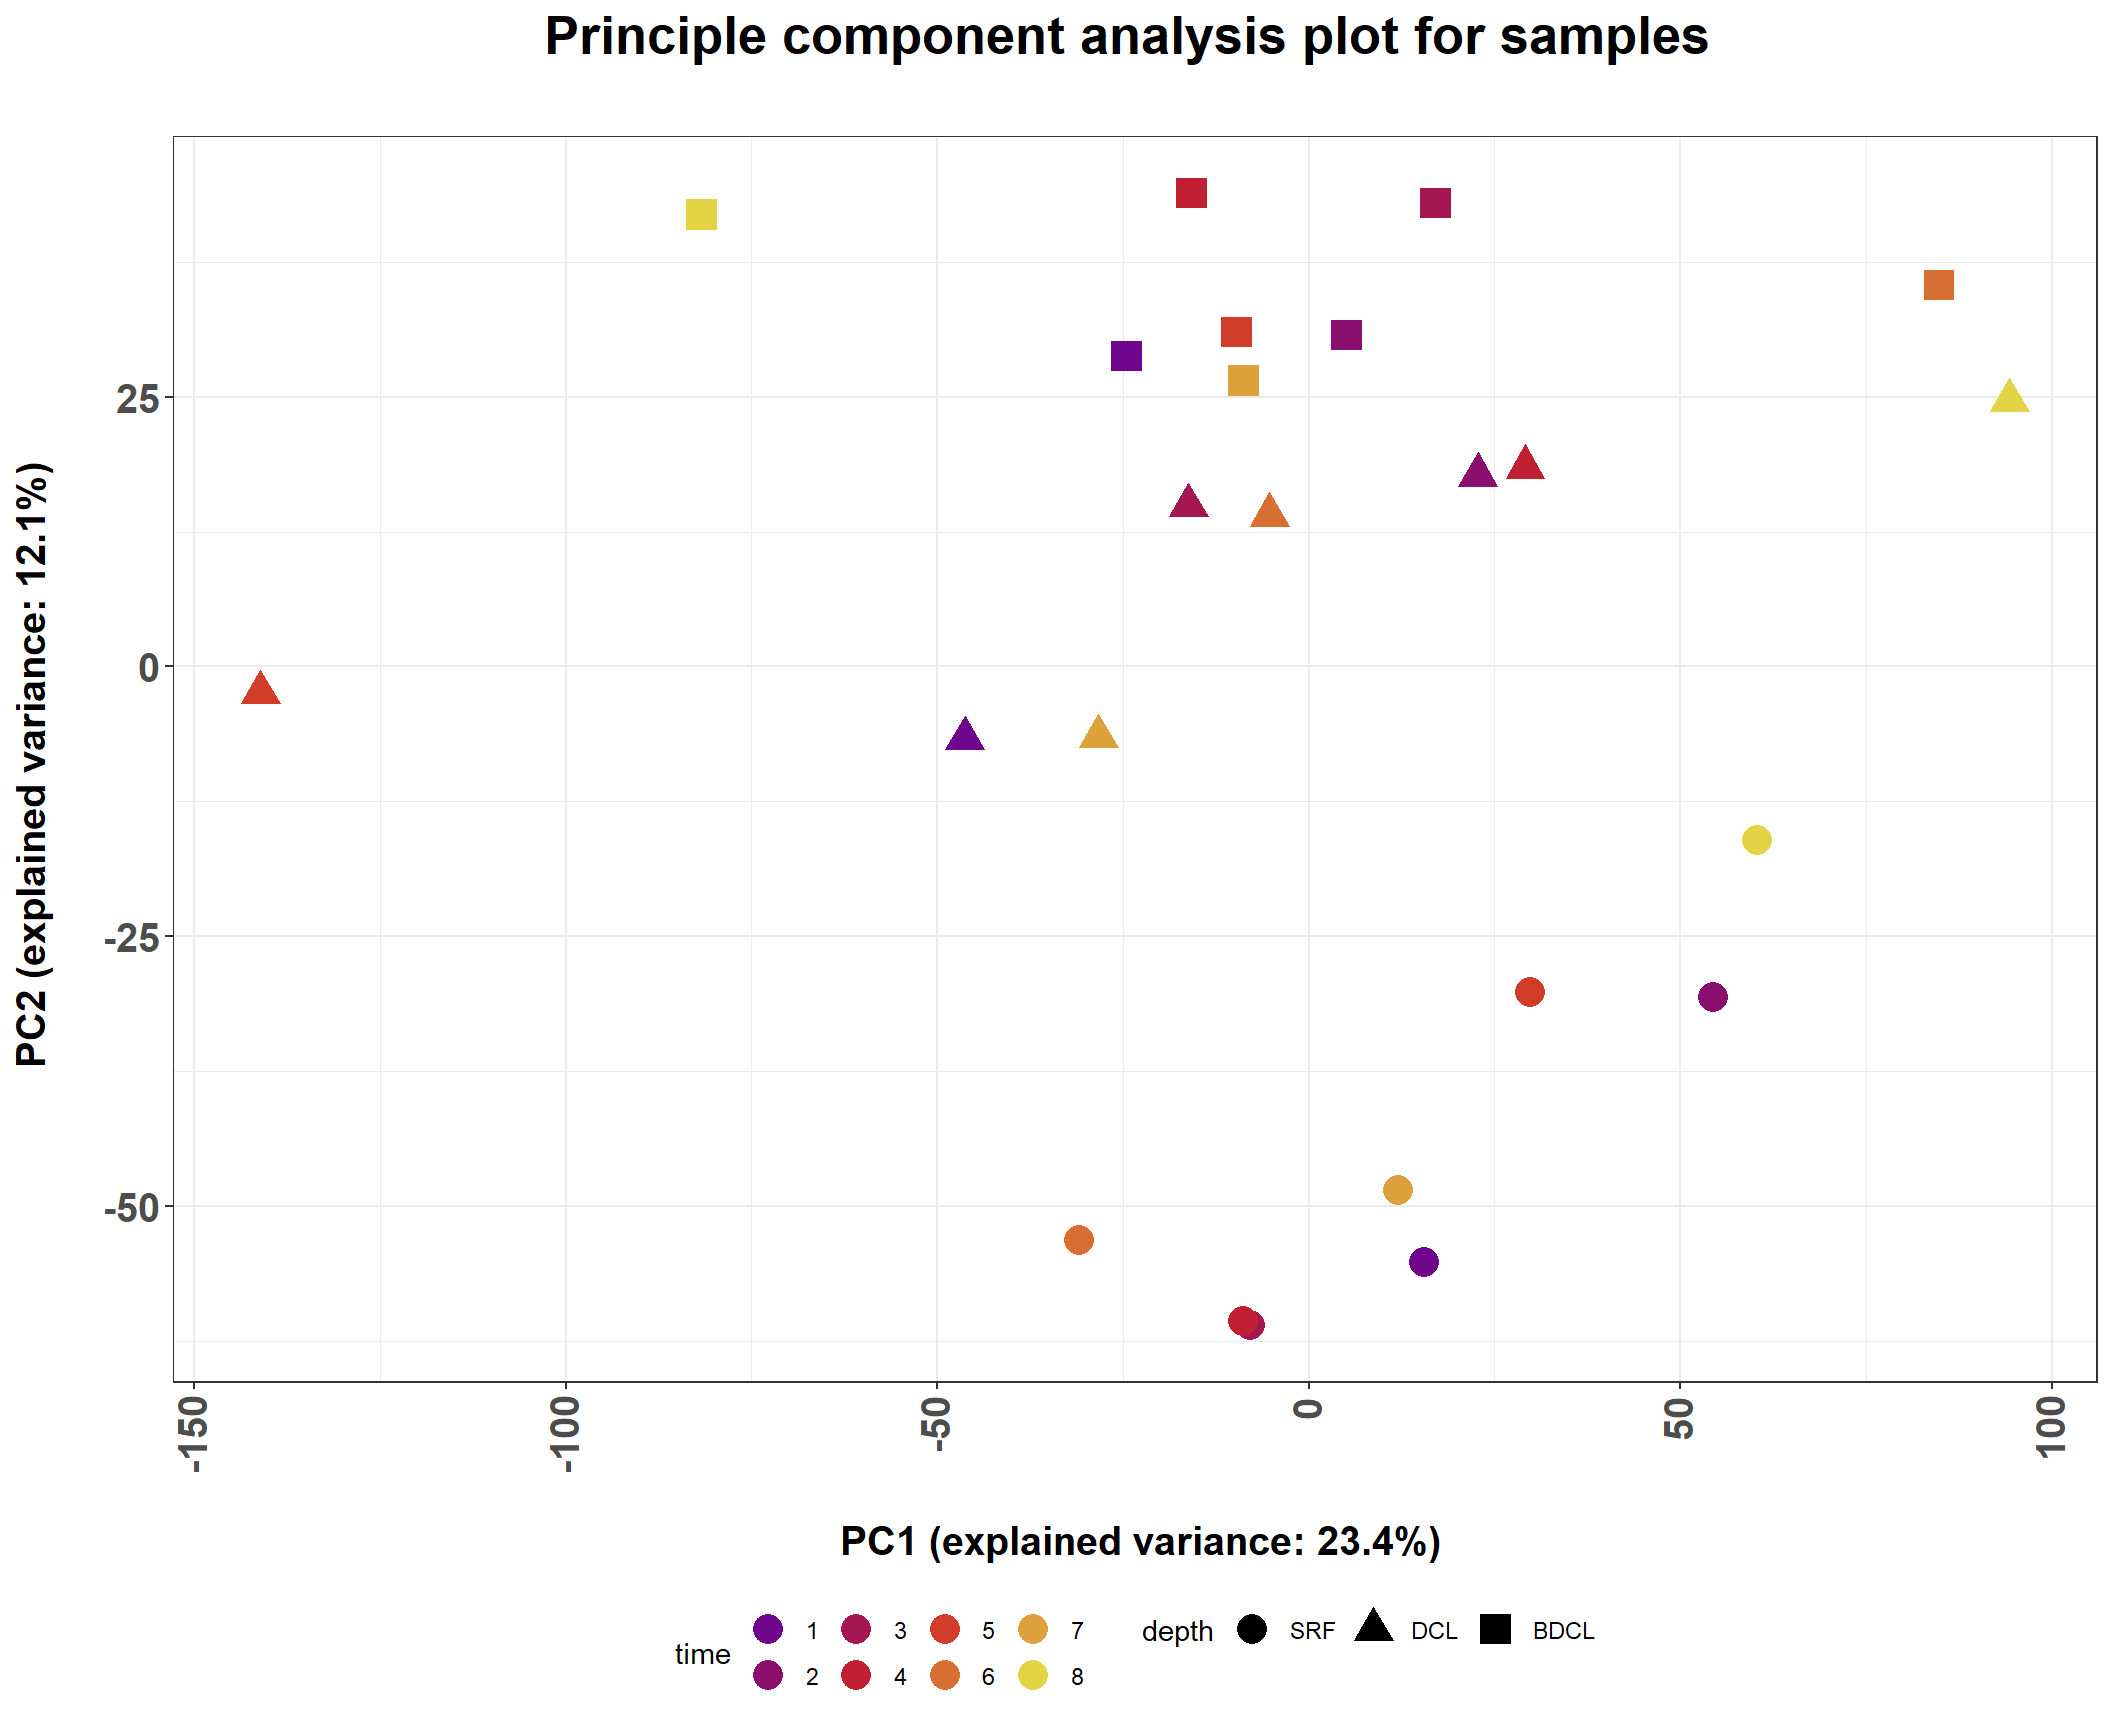 Principle component analysis plot for samples
PC2 (explained variance: 12.1%)
25
0
-25
-50
-150
-100
-50
0
50
100
PC1 (explained variance: 23.4%)
time
1
3
5
7
2
4
6
8
depth
SRF
DCL
BDCL